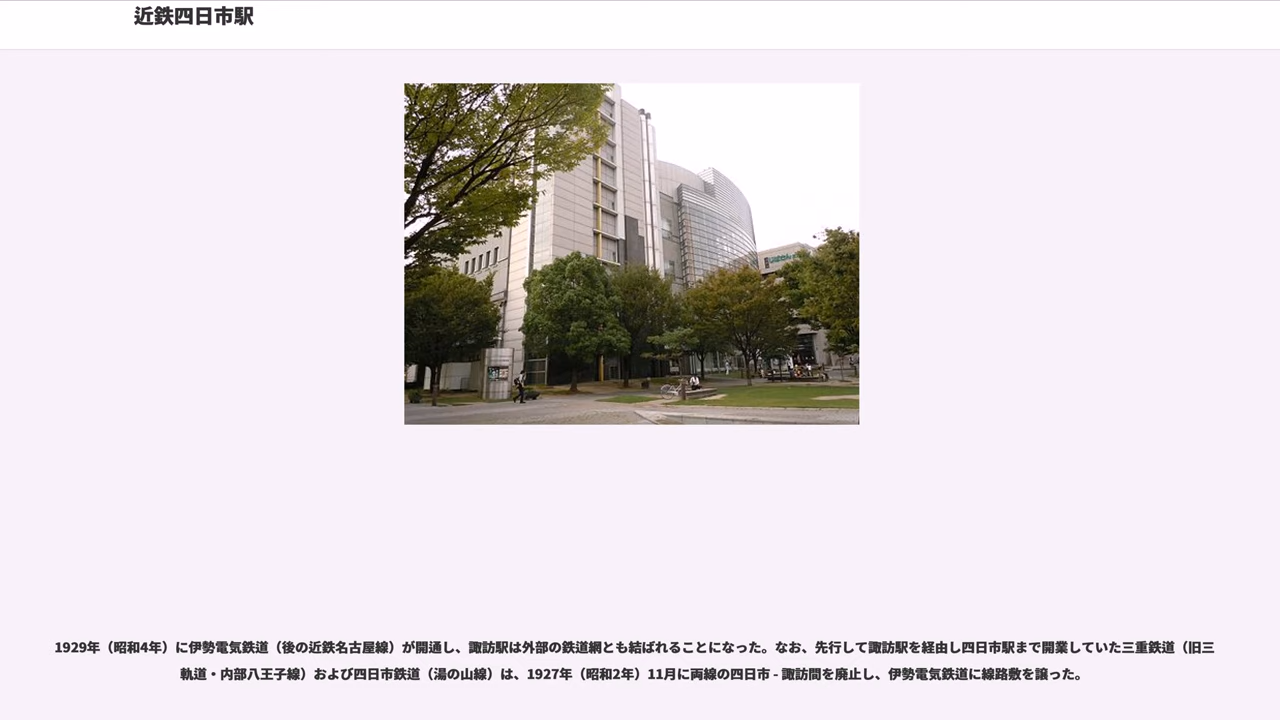 近鉄四日市駅
1929年（昭和4年）に伊勢電気鉄道（後の近鉄名古屋線）が開通し、諏訪駅は外部の鉄道網とも結ばれることになった。なお、先行して諏訪駅を経由し四日市駅まで開業していた三重鉄道（旧三
軌道・内部八王子線）および四日市鉄道（湯の山線）は、1927年（昭和2年）11月に両線の四日市 - 諏訪間を廃止し、伊勢電気鉄道に線路敷を譲った。